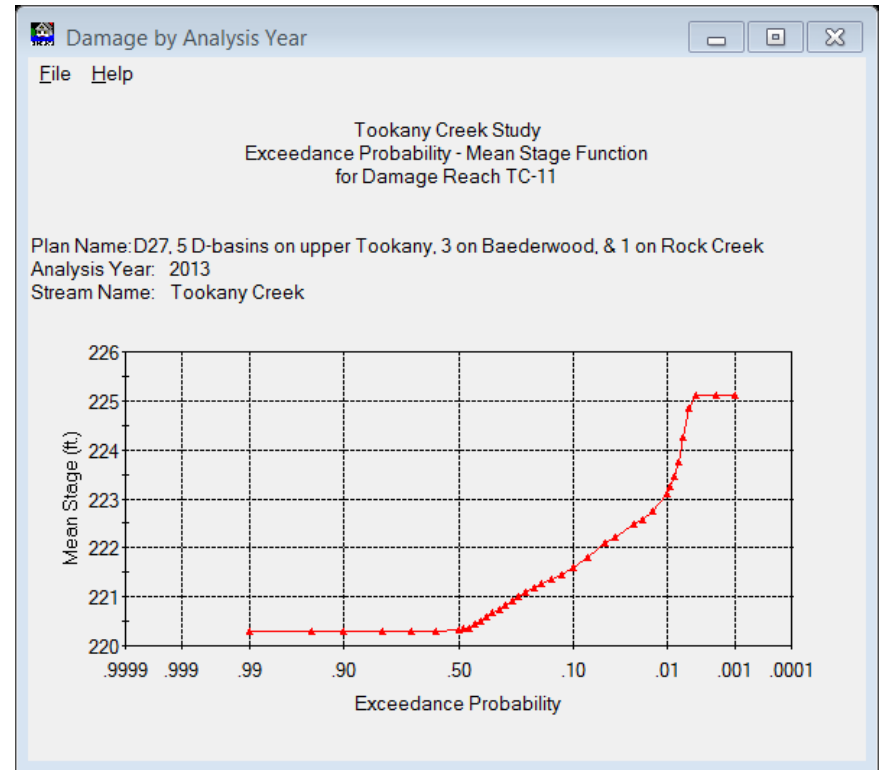 Damage by Analysis Year
File Help
Tookany Creek Study
Exceedance Probability - Mean Stage Function
for Damage Reach TC-11
Plan Name:D27, 5 D-basins on upper Tookany, 3 on Baederwood, & 1 on Rock Creek
Analysis Year: 2013
Stream Name: Tookany Creek
226
225
224
223
222
221
220
Mean Stage (ft.)
.9999 .999 .99 .90 .50 .10 .01 .001 .0001
Exceedance Probability